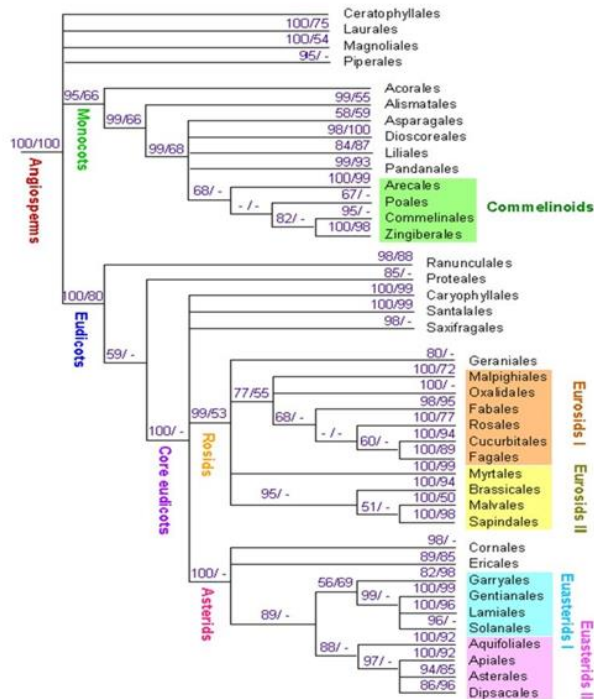 Ceratophyllales
100/75
Laurales
100/54
Magnoliales
95/ -
Piperales
95/66
Monocots
Acorales
99/66
99/55
Alismatales
99/68
58/59
Asparagales
98/100
Dioscoreales
84/87
Liliales
99/93
Pandanales
100/100
Angiosperms
68/ -
100/99
Arecales
- / -
67/ -
Poales
82/ -
95/ -
Commelinales
100/98
Zingiberales
Commelinoids
100/80
Eudicots
98/88
Ranunculales
59/ -
85/ -
Proteales
100/ -
Core eudicots
100/99
Caryophyllales
100/99
Santalales
98/ -
Saxifragales
99/53
Rosids
80/ -
Geraniales
77/55
100/72
Malpighiales
100/ -
Oxalidales
68/ -
98/95
Fabales
- / -
100/77
Rosales
60/ -
100/94
Cucurbitales
100/89
Fagales
Eurosids I
100/99
Myrtales
95/ -
100/94
Brassicales
51/ -
100/50
Malvales
100/98
Sapindales
Eurosids II
100/ -
Asterids
98/ -
Cornales
89/85
Ericales
89/ -
56/69
82/98
Garryales
99/ -
100/99
Gentianales
100/96
Lamiales
96/ -
Solanales
Euasterids I
88/ -
100/92
Aquifoliales
97/ -
100/92
Apiales
94/85
Asterales
86/96
Dipsacales
Euasterids II